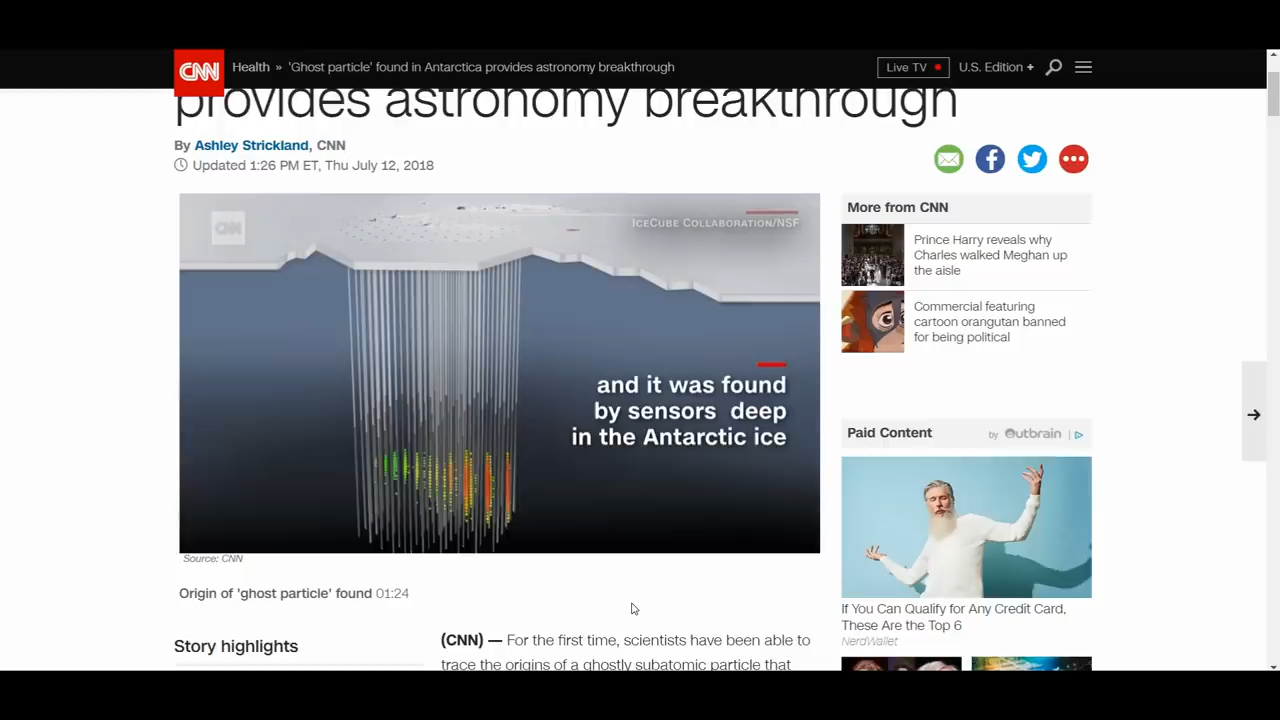 CNN
Health » 'Ghost particle' found in Antarctica provides astronomy breakthrough
Live TV
U.S. Edition +
provides astronomy breakthrough
By Ashley Strickland, CNN
Updated 1:26 PM ET, Thu July 12, 2018
CNN
IceCube Collaboration/NSF
and it was found
by sensors deep
in the Antarctic ice
Source: CNN
Origin of 'ghost particle' found 01:24
Story highlights
(CNN) — For the first time, scientists have been able to
trace the origins of a ghostly subatomic particle that
More from CNN
Prince Harry reveals why
Charles walked Meghan up
the aisle
Commercial featuring
cartoon orangutan banned
for being political
Paid Content
by Outbrain
If You Can Qualify for Any Credit Card,
These Are the Top 6
NerdWallet